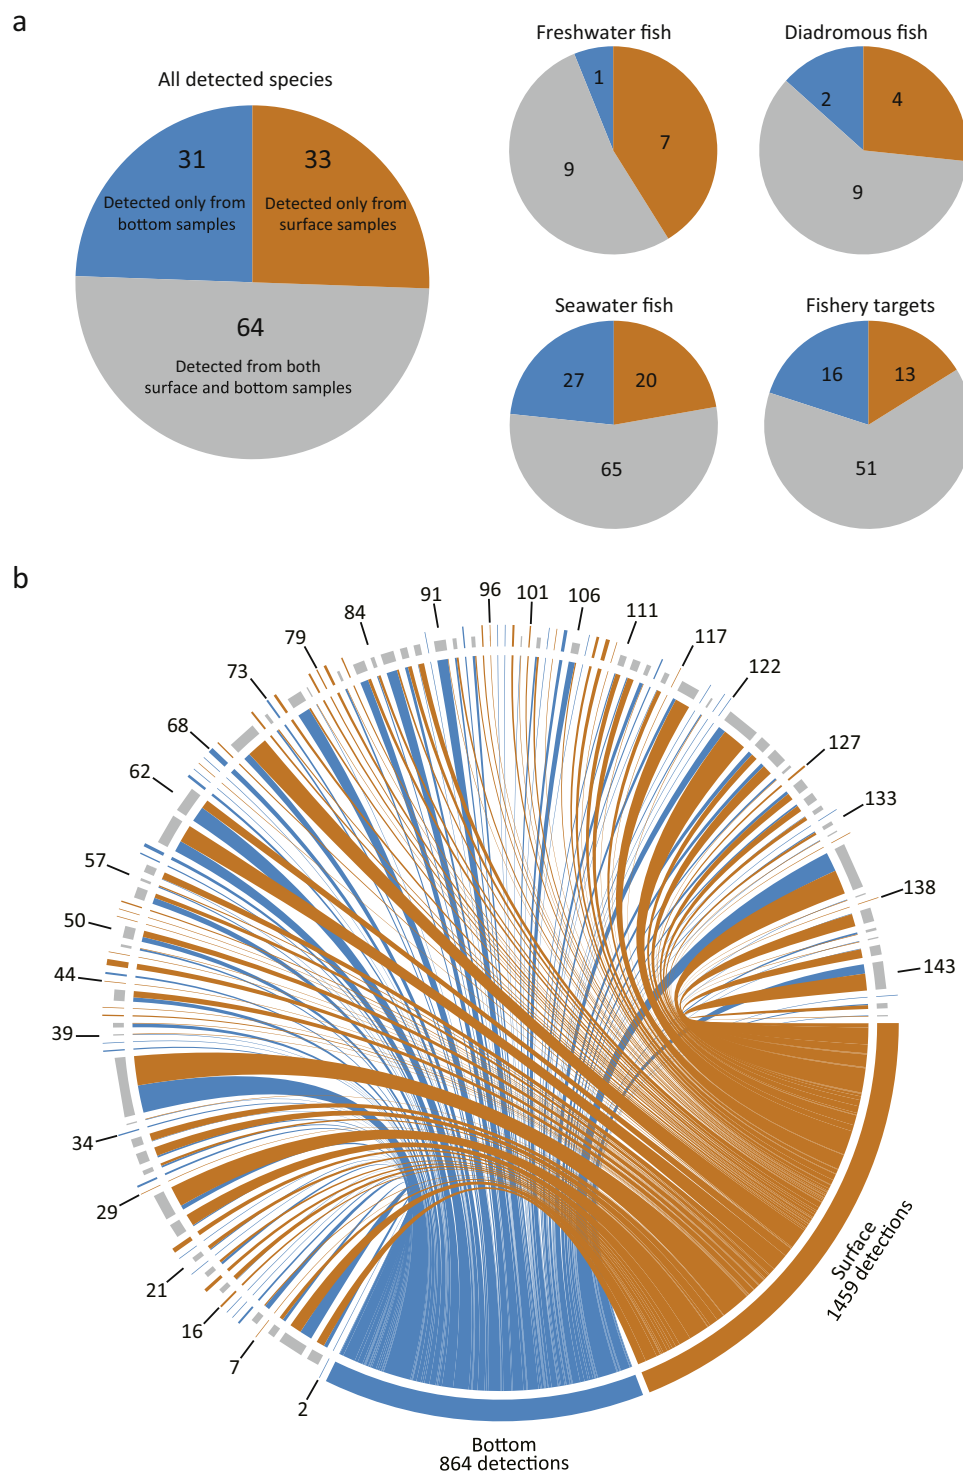 a
All detected species
31
Detected only from
bottom samples
33
Detected only from
surface samples
64
Detected from both
surface and bottom samples
Freshwater fish
1
7
9
Diadromous fish
2
4
9
Seawater fish
27
20
65
Fishery targets
16
13
51
b
2
7
16
21
29
34
39
44
50
57
62
68
73
79
84
91
96
101
106
111
117
122
127
133
138
143
Surface
1459 detections
Bottom
864 detections